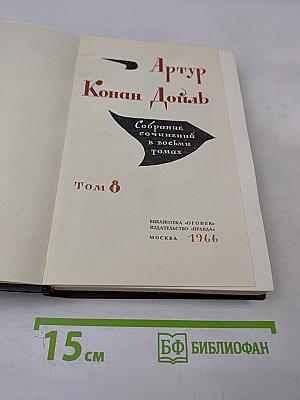 Артур
Конан Дойль
Собрание
сочинений
в восьми
томах
ТОМ 8
БИБЛИОТЕКА «ОГОНЕК»
ИЗДАТЕЛЬСТВО «ПРАВДА»
МОСКВА · 1966
15 см
БФ БИБЛИОФАН